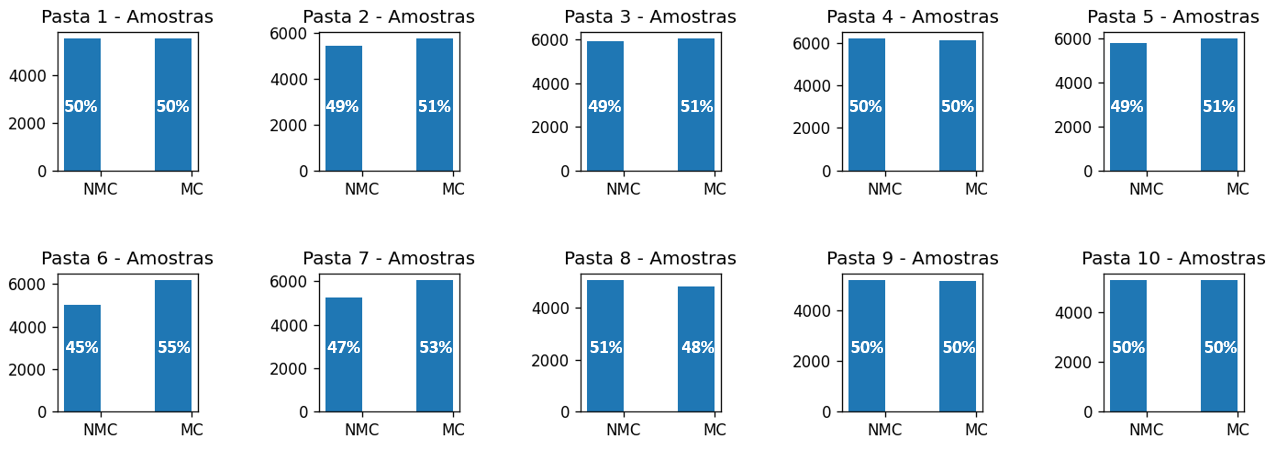 Pasta 1 - Amostras
4000
2000
0
50%
50%
NMC
MC
Pasta 2 - Amostras
6000
4000
2000
0
49%
51%
NMC
MC
Pasta 3 - Amostras
6000
4000
2000
0
49%
51%
NMC
MC
Pasta 4 - Amostras
6000
4000
2000
0
50%
50%
NMC
MC
Pasta 5 - Amostras
6000
4000
2000
0
49%
51%
NMC
MC
Pasta 6 - Amostras
6000
4000
2000
0
45%
55%
NMC
MC
Pasta 7 - Amostras
6000
4000
2000
0
47%
53%
NMC
MC
Pasta 8 - Amostras
4000
2000
0
51%
48%
NMC
MC
Pasta 9 - Amostras
4000
2000
0
50%
50%
NMC
MC
Pasta 10 - Amostras
4000
2000
0
50%
50%
NMC
MC